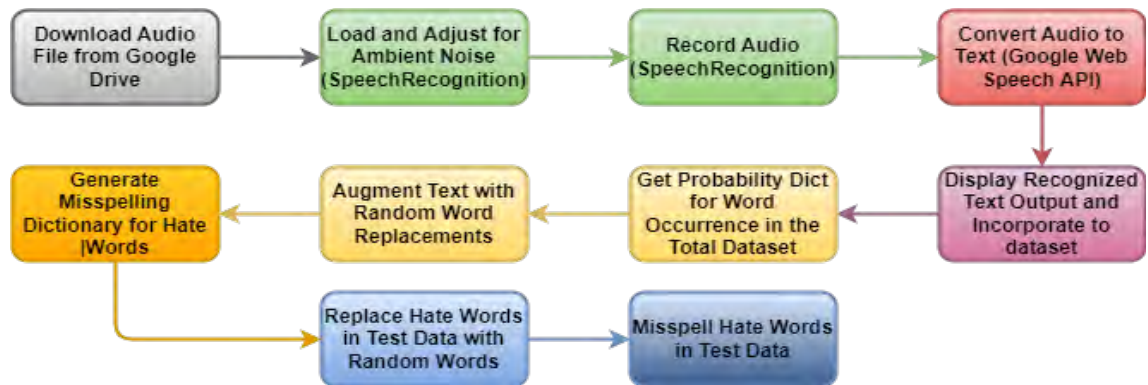 Download Audio
File from Google
Drive
Load and Adjust for
Ambient Noise
(SpeechRecognition)
Record Audio
(SpeechRecognition)
Convert Audio to
Text (Google Web
Speech API)
Display Recognized
Text Output and
Incorporate to
dataset
Get Probability Dict
for Word
Occurrence in the
Total Dataset
Augment Text with
Random Word
Replacements
Generate
Misspelling
Dictionary for Hate
|Words
Replace Hate Words
in Test Data with
Random Words
Misspell Hate Words
in Test Data